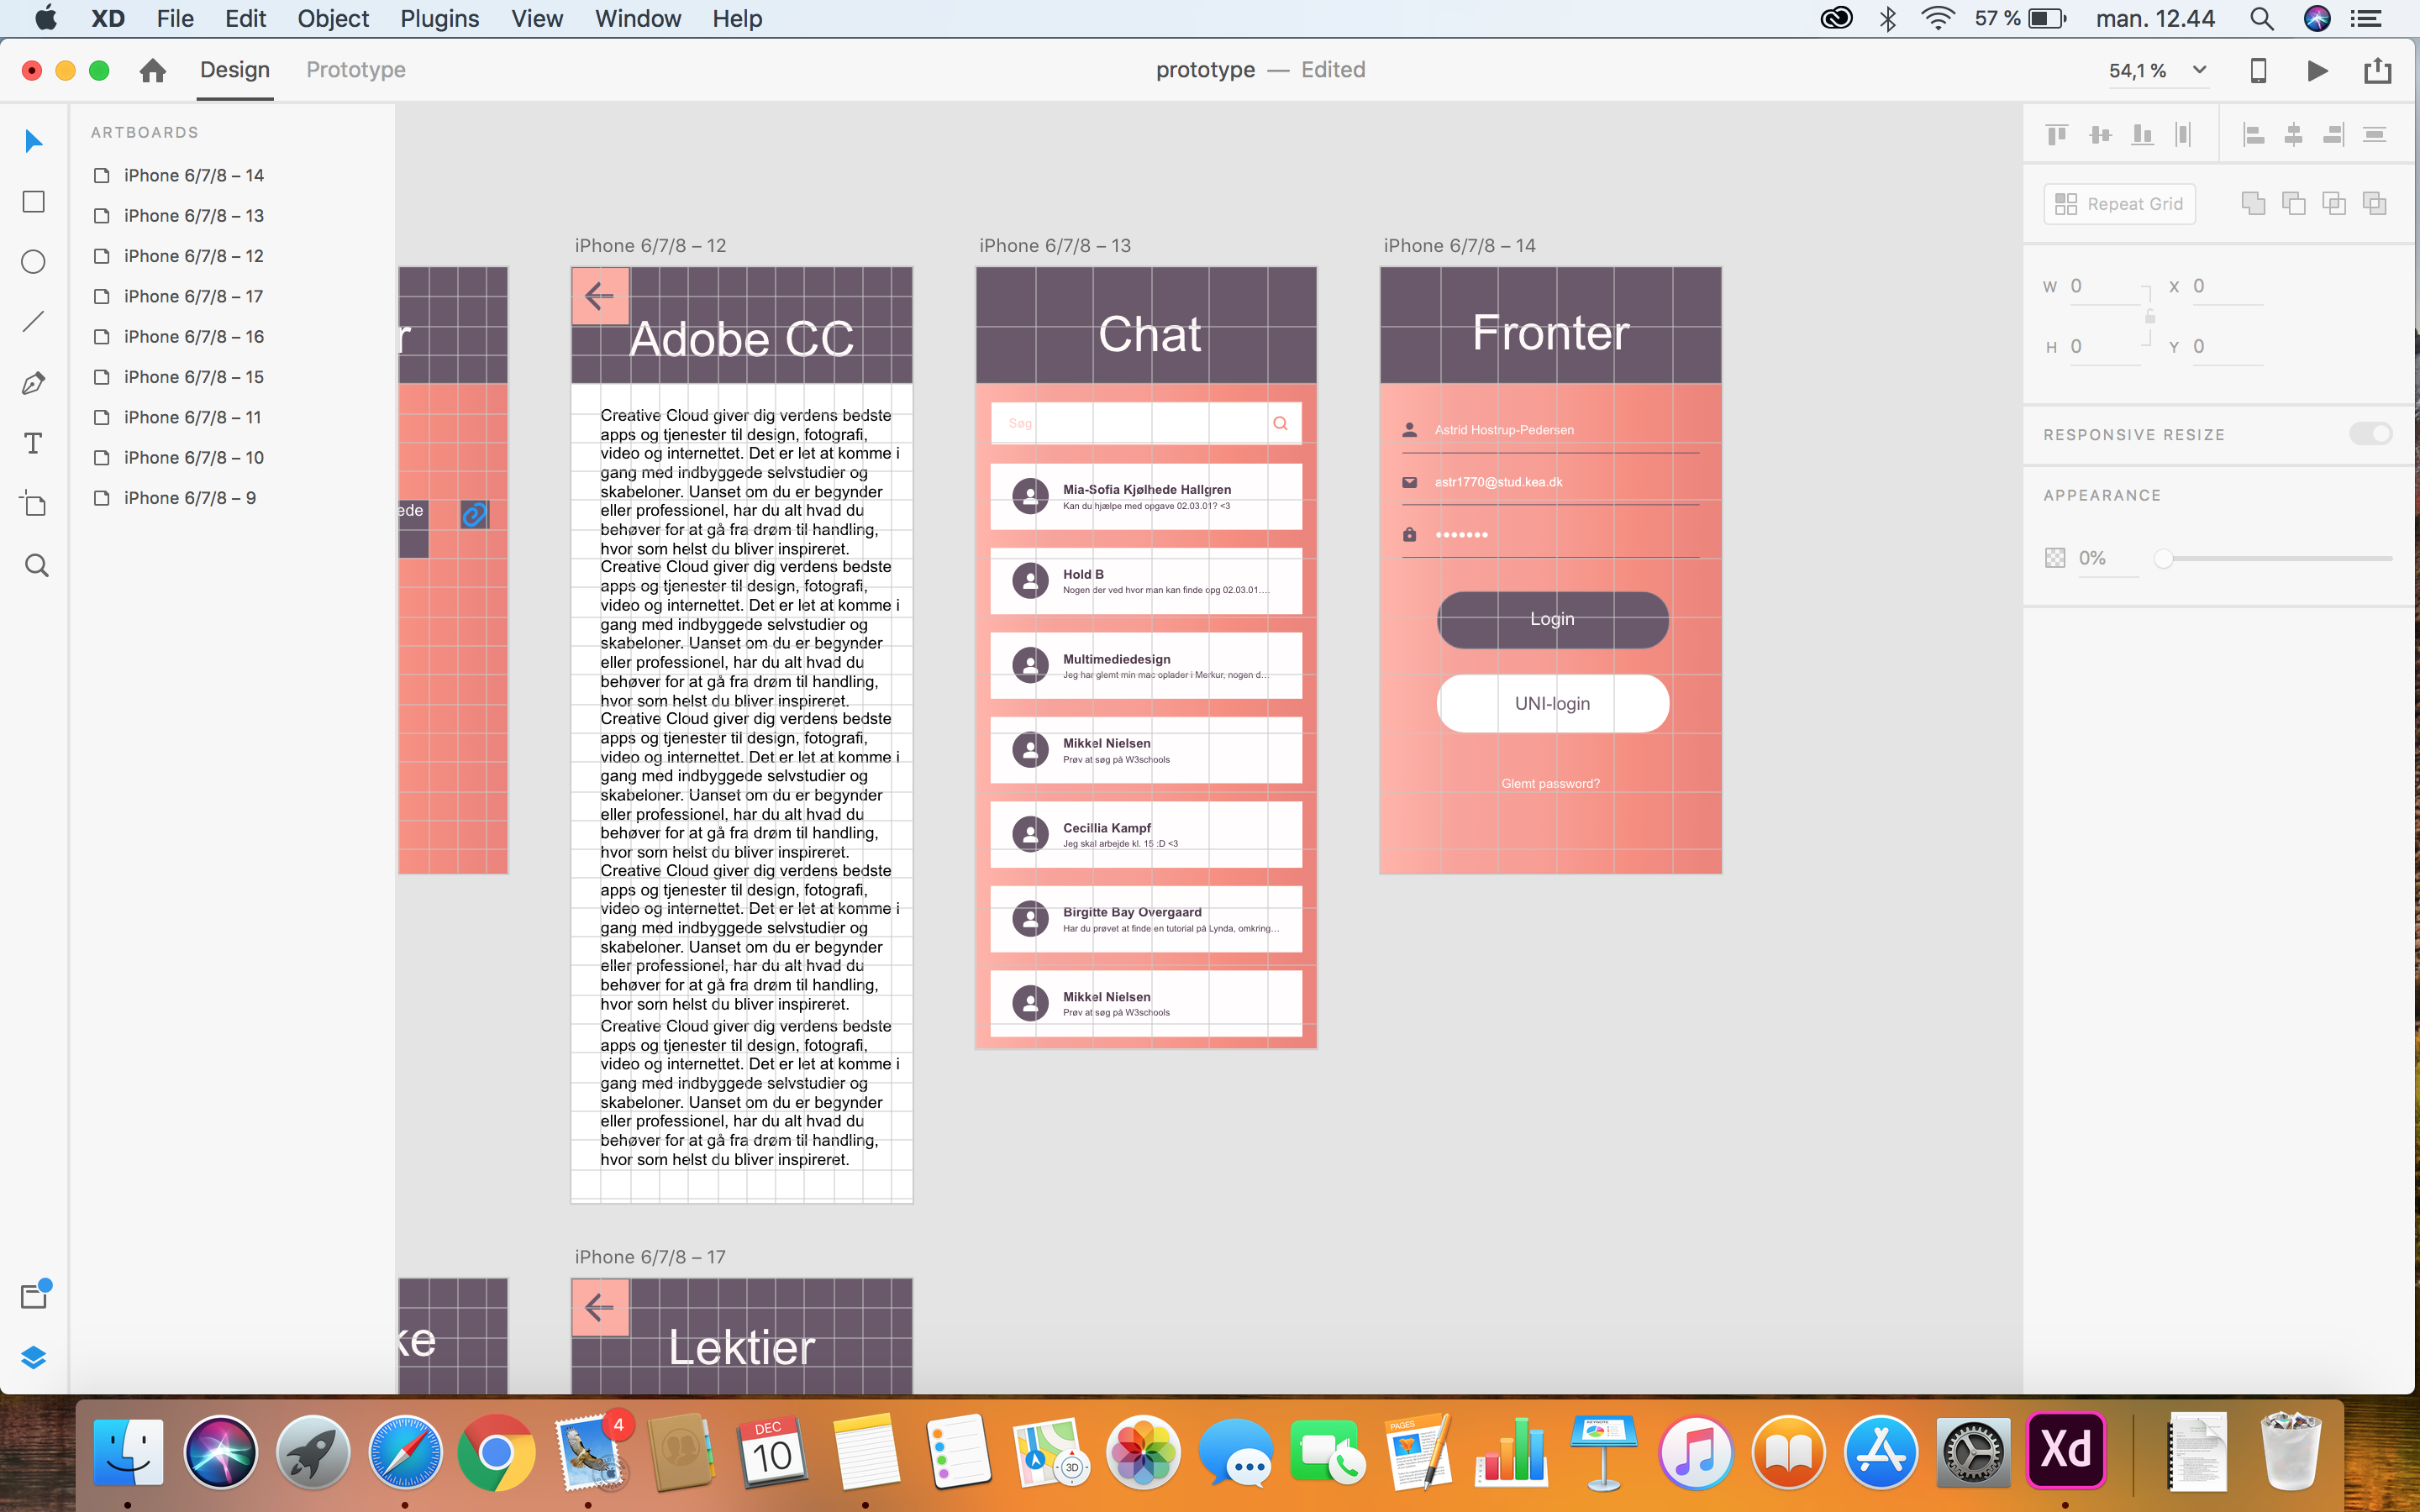 XD File Edit Object Plugins View Window Help
57 % man. 12.44
Design Prototype
prototype — Edited
54,1 %
ARTBOARDS
iPhone 6/7/8 – 14
iPhone 6/7/8 – 13
iPhone 6/7/8 – 12
iPhone 6/7/8 – 17
iPhone 6/7/8 – 16
iPhone 6/7/8 – 15
iPhone 6/7/8 – 11
iPhone 6/7/8 – 10
iPhone 6/7/8 – 9
r
ede
iPhone 6/7/8 – 12
Adobe CC
Creative Cloud giver dig verdens bedste
apps og tjenester til design, fotografi,
video og internettet. Det er let at komme i
gang med indbyggede selvstudier og
skabeloner. Uanset om du er begynder
eller professionel, har du alt hvad du
behøver for at gå fra drøm til handling,
hvor som helst du bliver inspireret.
Creative Cloud giver dig verdens bedste
apps og tjenester til design, fotografi,
video og internettet. Det er let at komme i
gang med indbyggede selvstudier og
skabeloner. Uanset om du er begynder
eller professionel, har du alt hvad du
behøver for at gå fra drøm til handling,
hvor som helst du bliver inspireret.
Creative Cloud giver dig verdens bedste
apps og tjenester til design, fotografi,
video og internettet. Det er let at komme i
gang med indbyggede selvstudier og
skabeloner. Uanset om du er begynder
eller professionel, har du alt hvad du
behøver for at gå fra drøm til handling,
hvor som helst du bliver inspireret.
Creative Cloud giver dig verdens bedste
apps og tjenester til design, fotografi,
video og internettet. Det er let at komme i
gang med indbyggede selvstudier og
skabeloner. Uanset om du er begynder
eller professionel, har du alt hvad du
behøver for at gå fra drøm til handling,
hvor som helst du bliver inspireret.
Creative Cloud giver dig verdens bedste
apps og tjenester til design, fotografi,
video og internettet. Det er let at komme i
gang med indbyggede selvstudier og
skabeloner. Uanset om du er begynder
eller professionel, har du alt hvad du
behøver for at gå fra drøm til handling,
hvor som helst du bliver inspireret.
iPhone 6/7/8 – 13
Chat
Søg
Mia-Sofia Kjølhede Hallgren
Kan du hjælpe med opgave 02.03.01? <3
Hold B
Nogen der ved hvor man kan finde opg 02.03.01....
Multimediedesign
Jeg har glemt min mac oplader i Merkur, nogen d...
Mikkel Nielsen
Prøv at søg på W3schools
Cecillia Kampf
Jeg skal arbejde kl. 15 :D <3
Birgitte Bay Overgaard
Har du prøvet at finde en tutorial på Lynda, omkring...
Mikkel Nielsen
Prøv at søg på W3schools
iPhone 6/7/8 – 14
Fronter
Astrid Hostrup-Pedersen
astr1770@stud.kea.dk
•••••••
Login
UNI-login
Glemt password?
ke
iPhone 6/7/8 – 17
Lektier
Repeat Grid
W 0 X 0
H 0 Y 0
RESPONSIVE RESIZE
APPEARANCE
0%
4
DEC
10
3D
PAGES
KEYNOTE
Xd